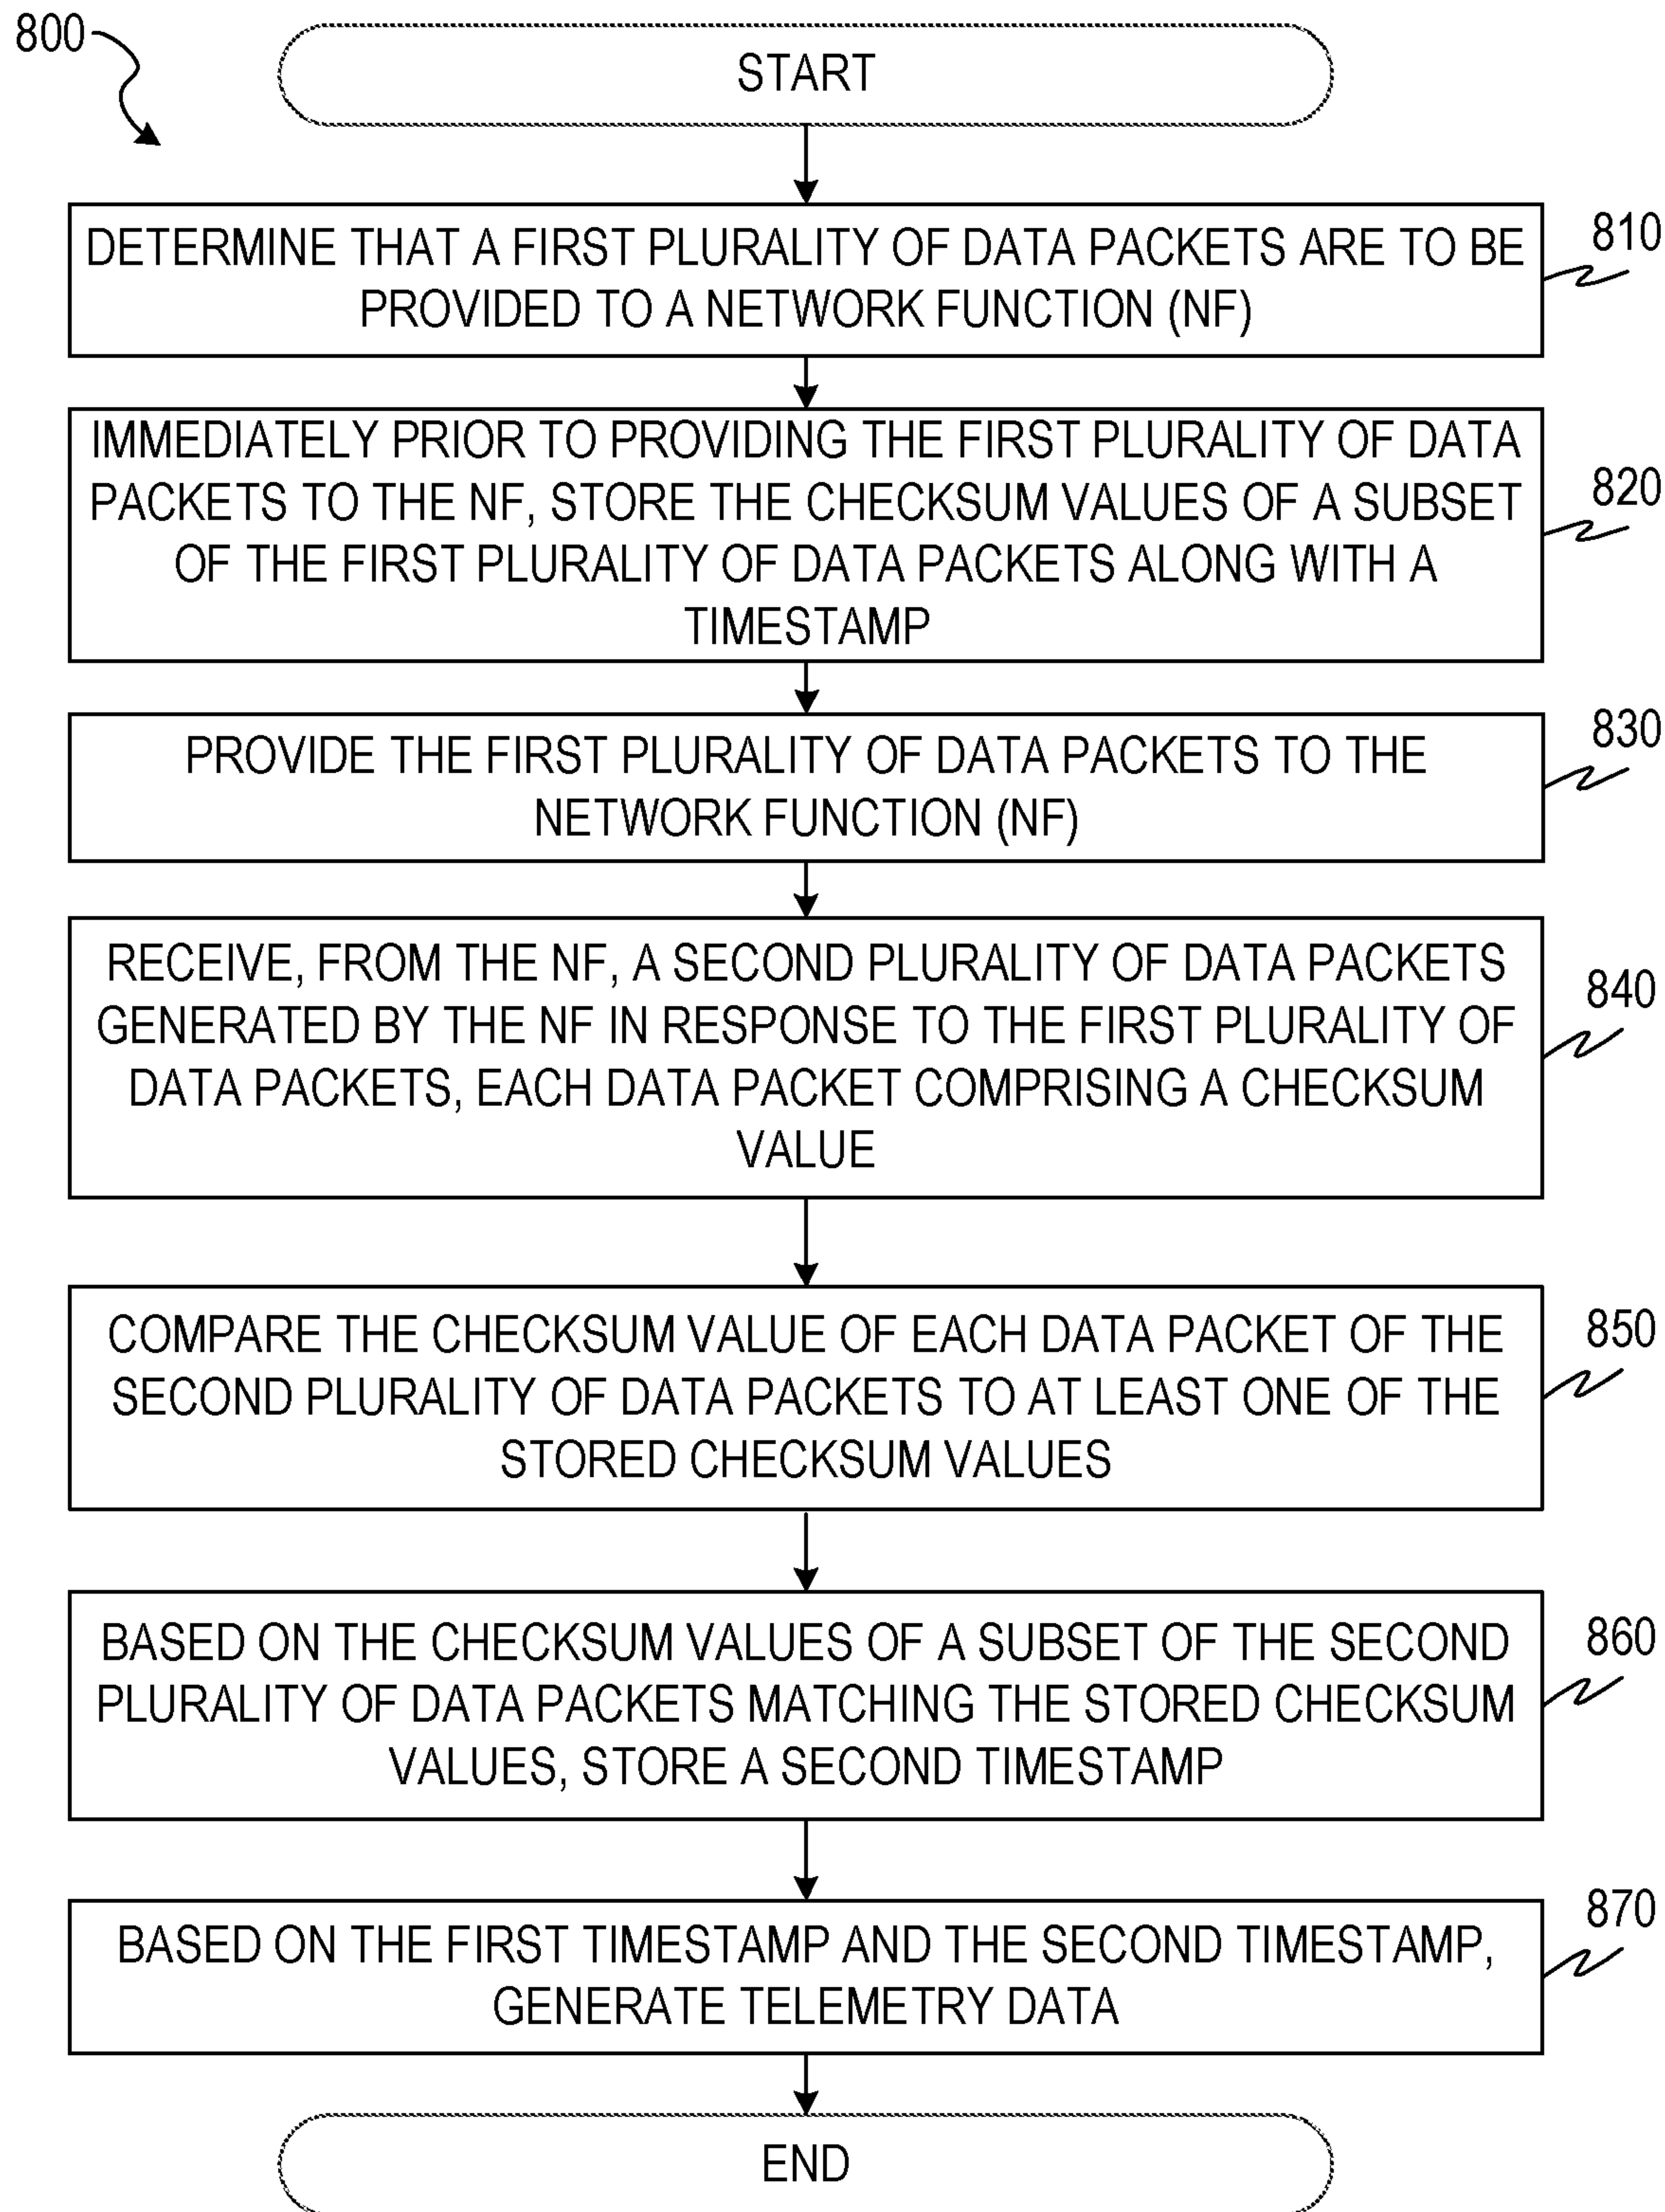 800
START
DETERMINE THAT A FIRST PLURALITY OF DATA PACKETS ARE TO BE
PROVIDED TO A NETWORK FUNCTION (NF)
810
IMMEDIATELY PRIOR TO PROVIDING THE FIRST PLURALITY OF DATA
PACKETS TO THE NF, STORE THE CHECKSUM VALUES OF A SUBSET
OF THE FIRST PLURALITY OF DATA PACKETS ALONG WITH A
TIMESTAMP
820
PROVIDE THE FIRST PLURALITY OF DATA PACKETS TO THE
NETWORK FUNCTION (NF)
830
RECEIVE, FROM THE NF, A SECOND PLURALITY OF DATA PACKETS
GENERATED BY THE NF IN RESPONSE TO THE FIRST PLURALITY OF
DATA PACKETS, EACH DATA PACKET COMPRISING A CHECKSUM
VALUE
840
COMPARE THE CHECKSUM VALUE OF EACH DATA PACKET OF THE
SECOND PLURALITY OF DATA PACKETS TO AT LEAST ONE OF THE
STORED CHECKSUM VALUES
850
BASED ON THE CHECKSUM VALUES OF A SUBSET OF THE SECOND
PLURALITY OF DATA PACKETS MATCHING THE STORED CHECKSUM
VALUES, STORE A SECOND TIMESTAMP
860
BASED ON THE FIRST TIMESTAMP AND THE SECOND TIMESTAMP,
GENERATE TELEMETRY DATA
870
END